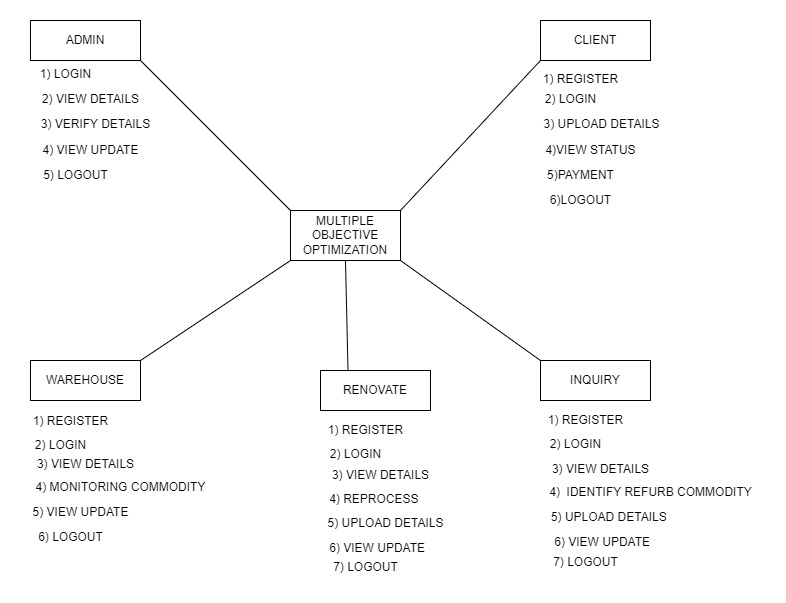 ADMIN
1) LOGIN
2) VIEW DETAILS
3) VERIFY DETAILS
4) VIEW UPDATE
5) LOGOUT
CLIENT
1) REGISTER
2) LOGIN
3) UPLOAD DETAILS
4)VIEW STATUS
5)PAYMENT
6)LOGOUT
MULTIPLE
OBJECTIVE
OPTIMIZATION
WAREHOUSE
1) REGISTER
2) LOGIN
3) VIEW DETAILS
4) MONITORING COMMODITY
5) VIEW UPDATE
6) LOGOUT
RENOVATE
1) REGISTER
2) LOGIN
3) VIEW DETAILS
4) REPROCESS
5) UPLOAD DETAILS
6) VIEW UPDATE
7) LOGOUT
INQUIRY
1) REGISTER
2) LOGIN
3) VIEW DETAILS
4) IDENTIFY REFURB COMMODITY
5) UPLOAD DETAILS
6) VIEW UPDATE
7) LOGOUT